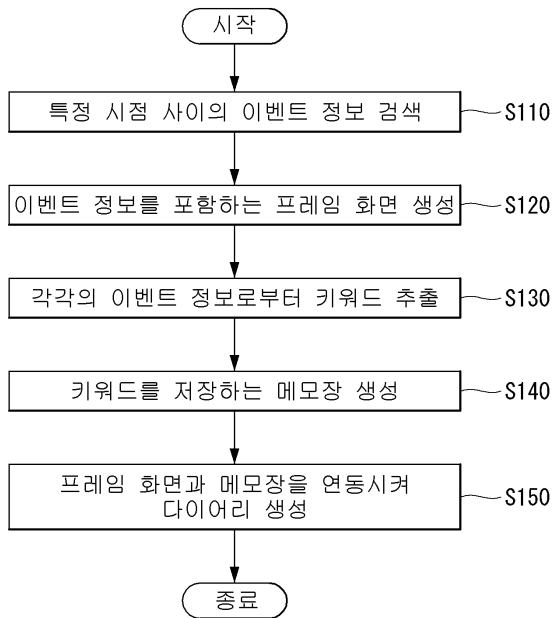 시작
특정 시점 사이의 이벤트 정보 검색
S110
이벤트 정보를 포함하는 프레임 화면 생성
S120
각각의 이벤트 정보로부터 키워드 추출
S130
키워드를 저장하는 메모장 생성
S140
프레임 화면과 메모장을 연동시켜
다이어리 생성
S150
종료